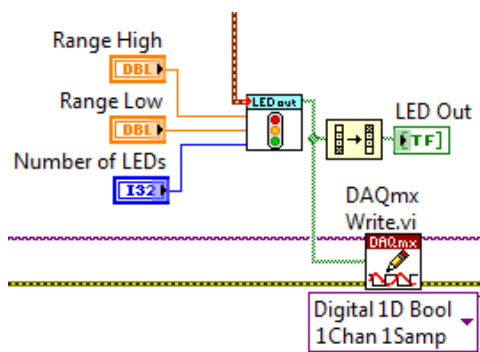 Range High
DBL
Range Low
DBL
Number of LEDs
I32
LED out
LED Out
TF
DAQmx
Write.vi
DAQmx
Digital 1D Bool
1Chan 1Samp